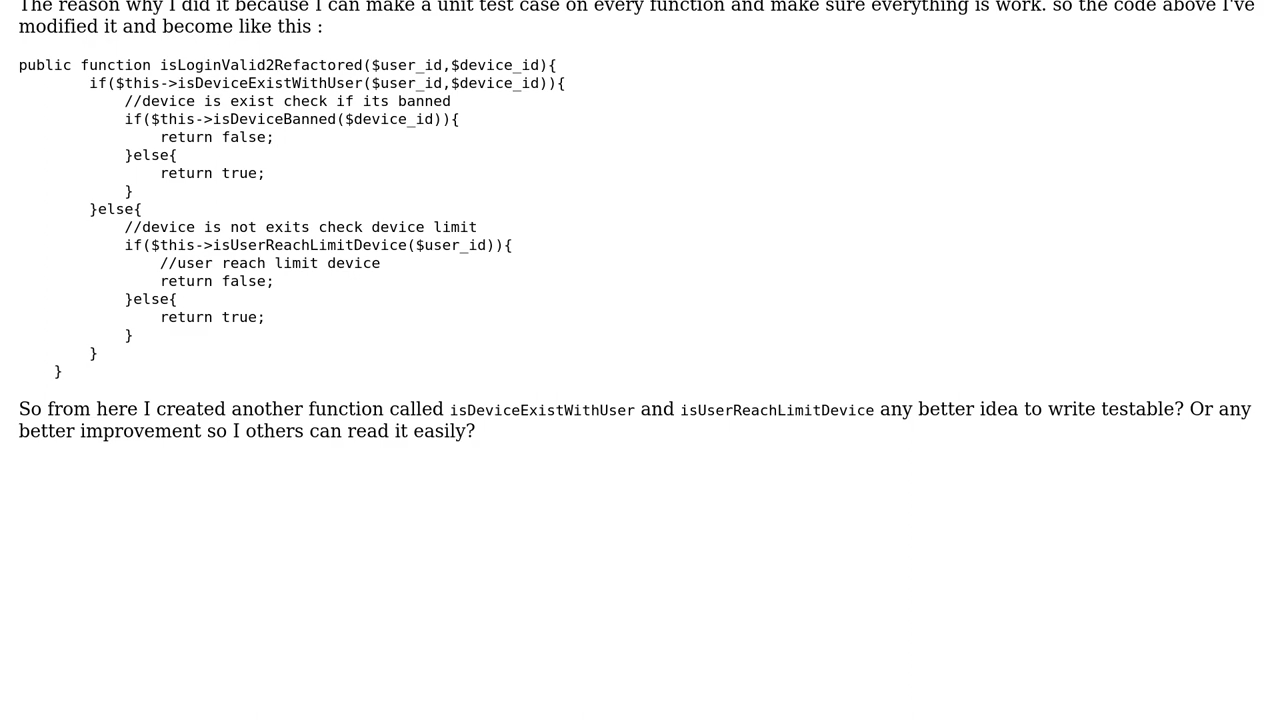 The reason why I did it because I can make a unit test case on every function and make sure everything is work. so the code above I've
modified it and become like this :
public function isLoginValid2Refactored($user_id,$device_id){
        if($this->isDeviceExistWithUser($user_id,$device_id)){
            //device is exist check if its banned
            if($this->isDeviceBanned($device_id)){
                return false;
            }else{
                return true;
            }
        }else{
            //device is not exits check device limit
            if($this->isUserReachLimitDevice($user_id)){
                //user reach limit device
                return false;
            }else{
                return true;
            }
        }
    }
So from here I created another function called isDeviceExistWithUser and isUserReachLimitDevice any better idea to write testable? Or any
better improvement so I others can read it easily?